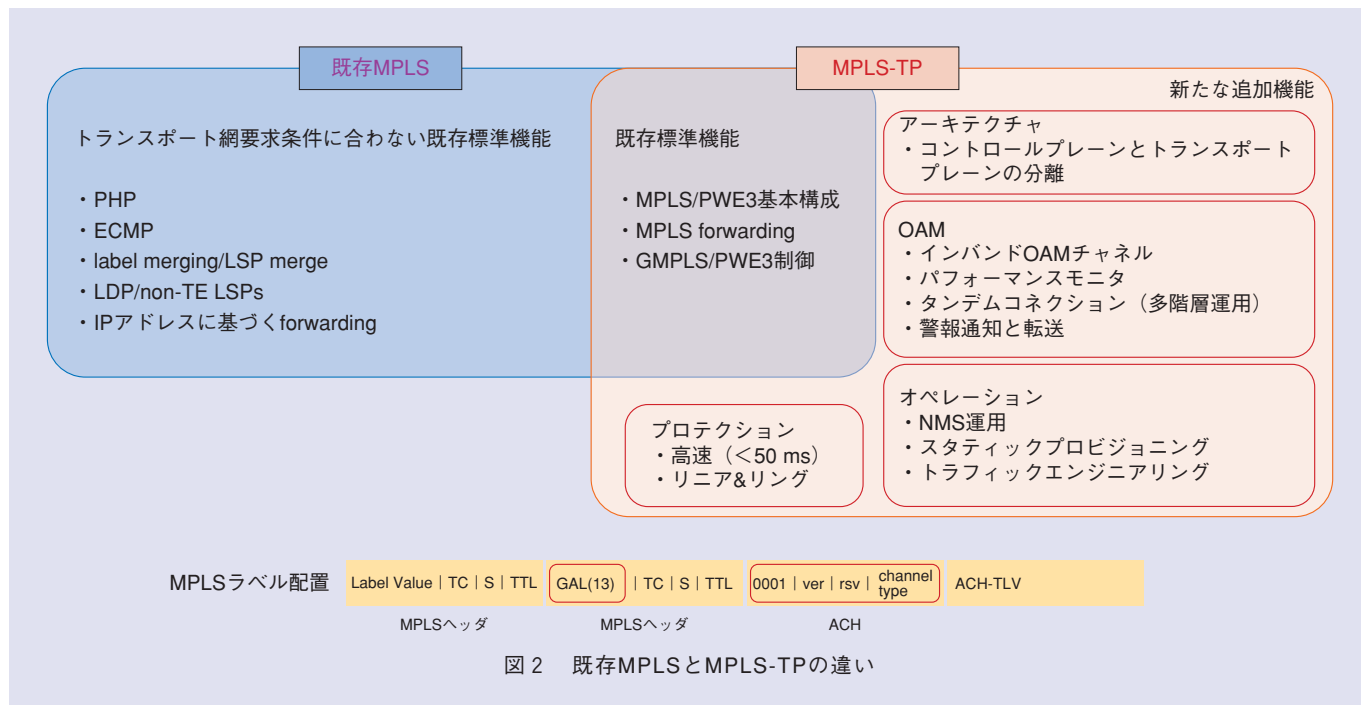 既存MPLS
MPLS-TP
新たな追加機能
トランスポート網要求条件に合わない既存標準機能
・PHP
・ECMP
・label merging/LSP merge
・LDP/non-TE LSPs
・IPアドレスに基づくforwarding
既存標準機能
・MPLS/PWE3基本構成
・MPLS forwarding
・GMPLS/PWE3制御
アーキテクチャ
・コントロールプレーンとトランスポート
プレーンの分離
OAM
・インバンドOAMチャネル
・パフォーマンスモニタ
・タンデムコネクション（多階層運用）
・警報通知と転送
プロテクション
・高速（＜50 ms）
・リニア&リング
オペレーション
・NMS運用
・スタティックプロビジョニング
・トラフィックエンジニアリング
MPLSラベル配置
Label Value | TC | S | TTL
GAL(13) | TC | S | TTL
0001 | ver | rsv | channel
type
ACH-TLV
MPLSヘッダ
MPLSヘッダ
ACH
図2 既存MPLSとMPLS-TPの違い